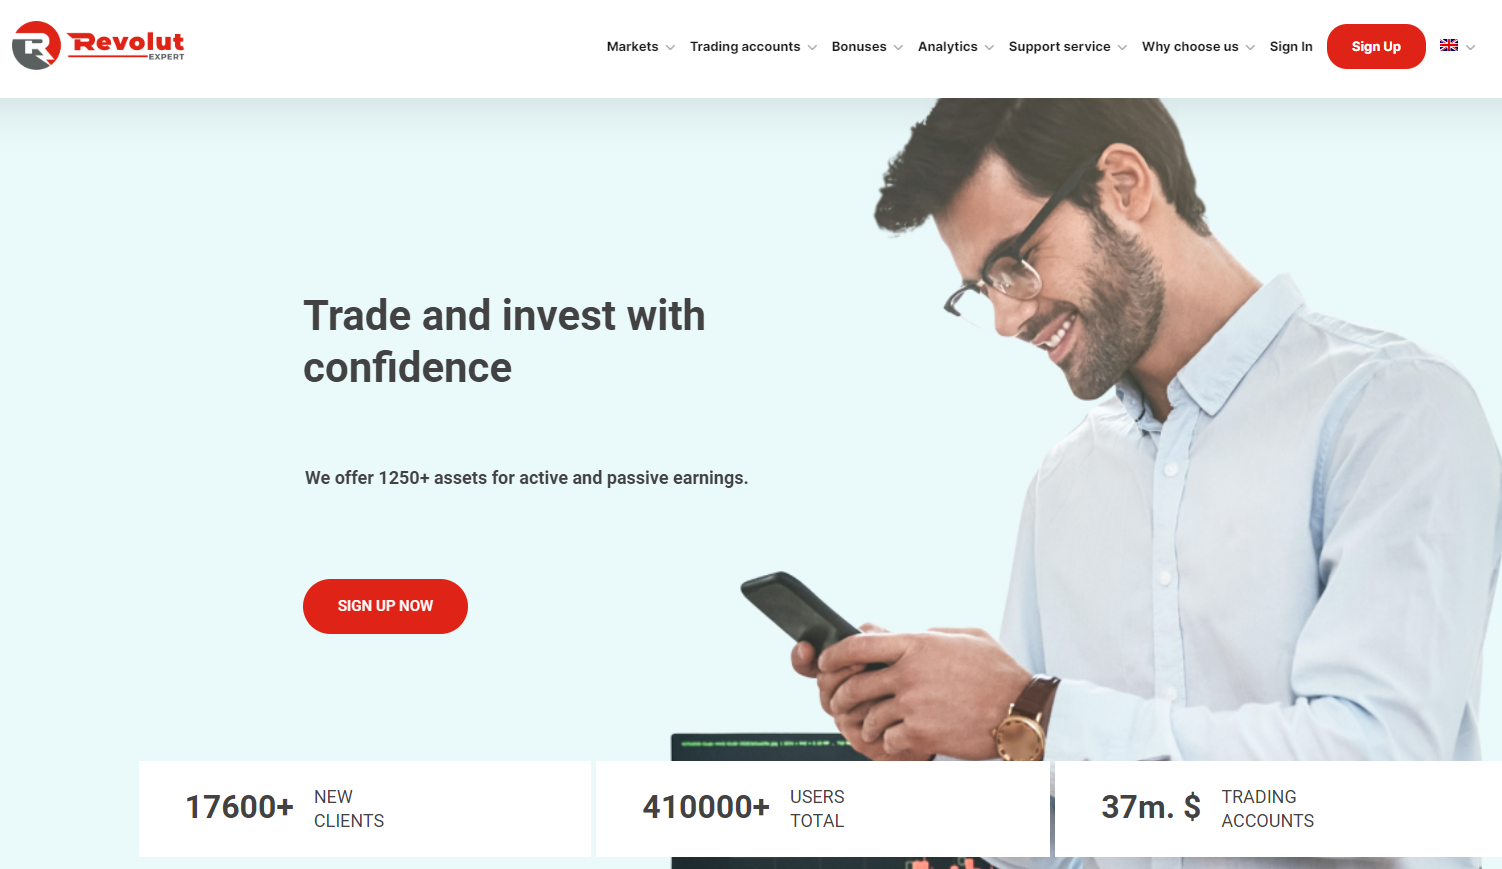 Revolut
EXPERT
Markets
Trading accounts
Bonuses
Analytics
Support service
Why choose us
Sign In
Sign Up
Trade and invest with
confidence
We offer 1250+ assets for active and passive earnings.
SIGN UP NOW
17600+
NEW
CLIENTS
410000+
USERS
TOTAL
37m. $
TRADING
ACCOUNTS